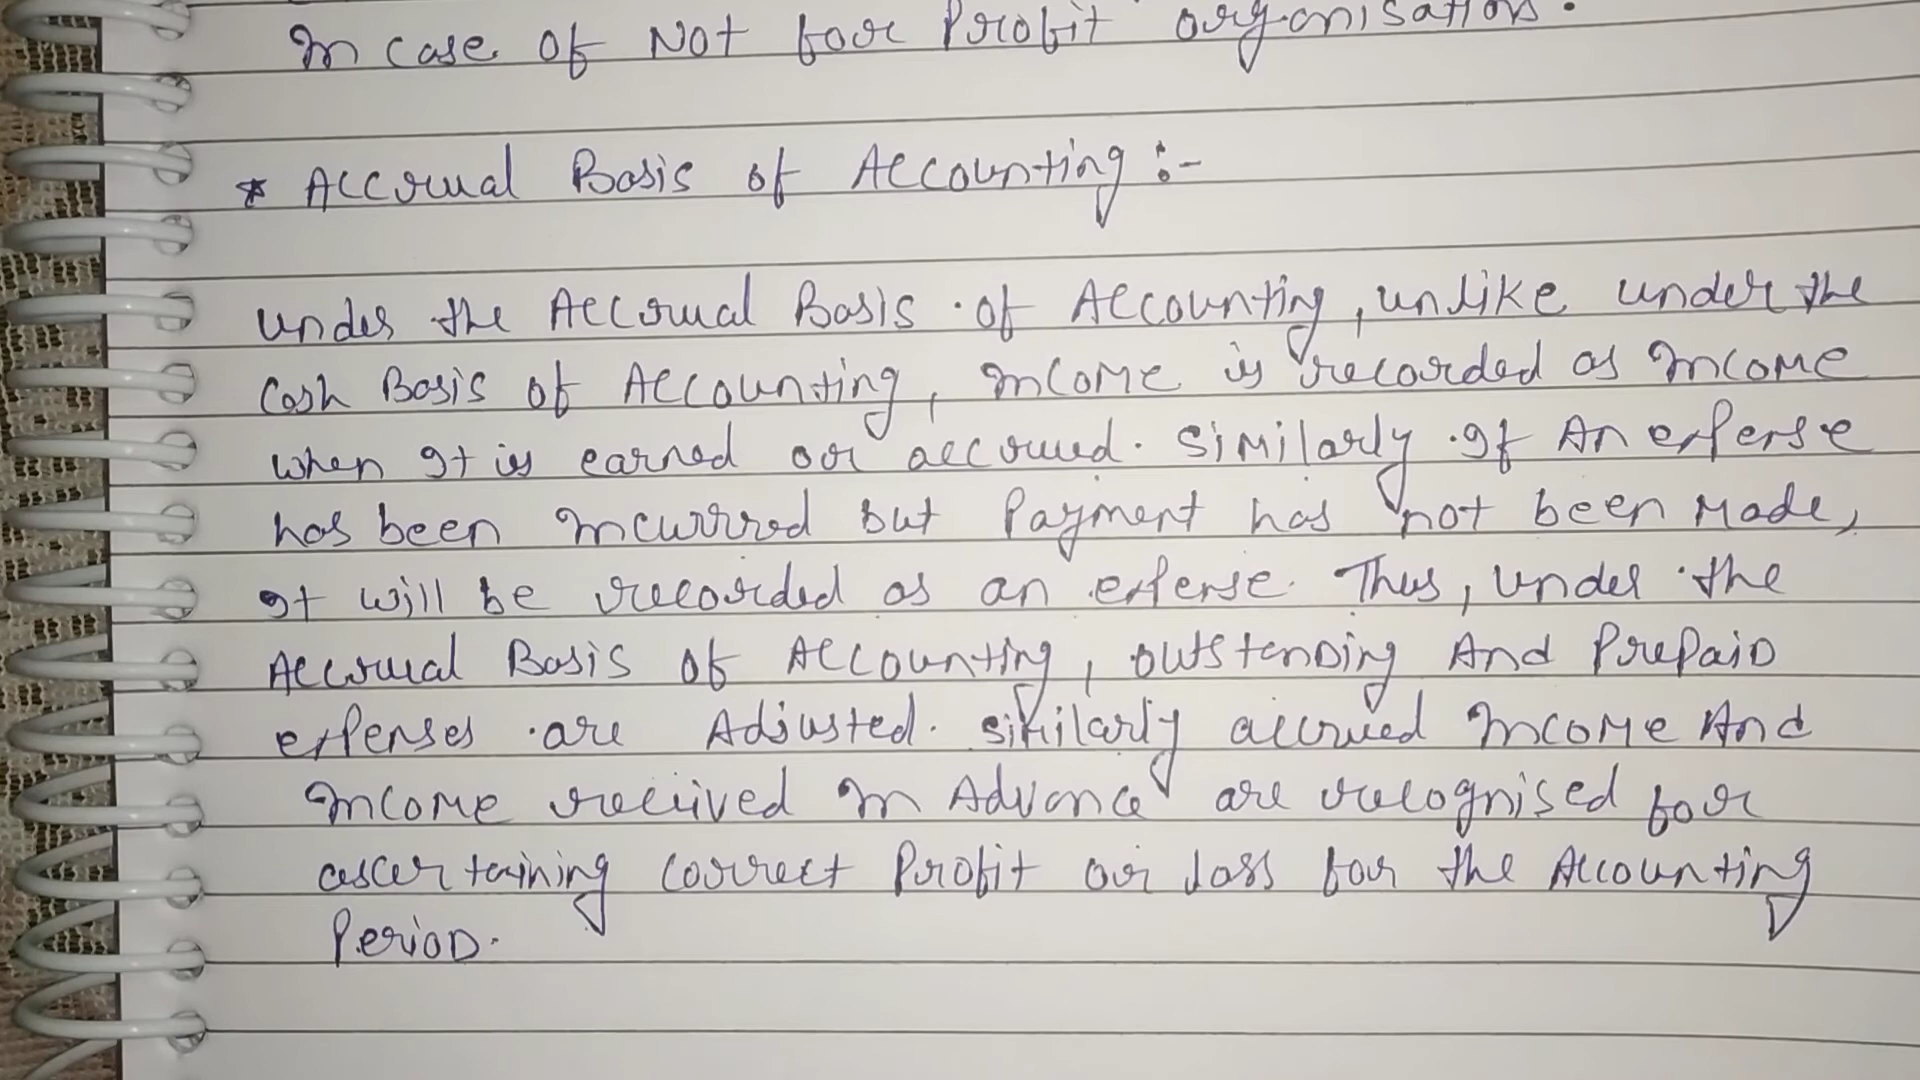 In case of Not for Profit organisations.
* Accrual Basis of Accounting :-
under the Accrual Basis of Accounting, unlike under the
Cash Basis of Accounting, income is recorded as income
when It is earned or accrued. Similarly If An expense
has been incurred but Payment has not been Made,
It will be recorded as an expense. Thus, under the
Accrual Basis of Accounting, outstanding And Prepaid
expenses are Adjusted. Similarly accrued Income And
Income received in Advance are recognised for
ascertaining correct Profit or loss for the Accounting
Period.